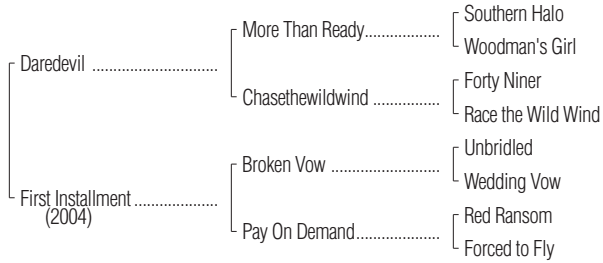 Southern Halo
More Than Ready..................
Woodman's Girl
Daredevil ..............................
Forty Niner
Chasethewildwind ................
Race the Wild Wind
Unbridled
Broken Vow ..........................
Wedding Vow
First Installment ....................
(2004)
Red Ransom
Pay On Demand....................
Forced to Fly